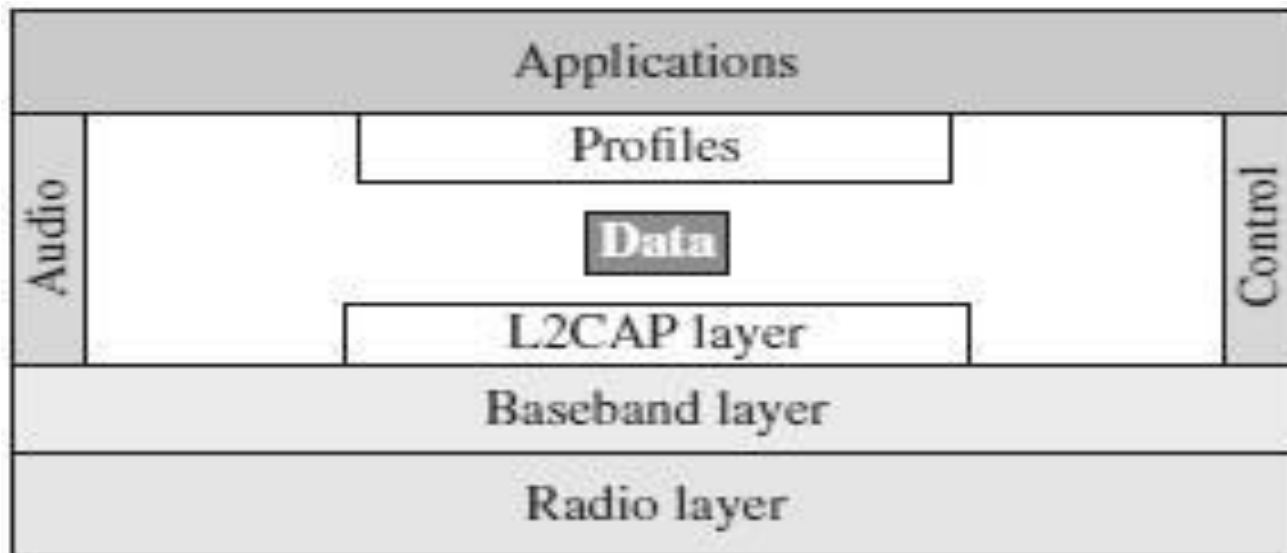 Applications
Profiles
Audio
Data
Control
L2CAP layer
Baseband layer
Radio layer